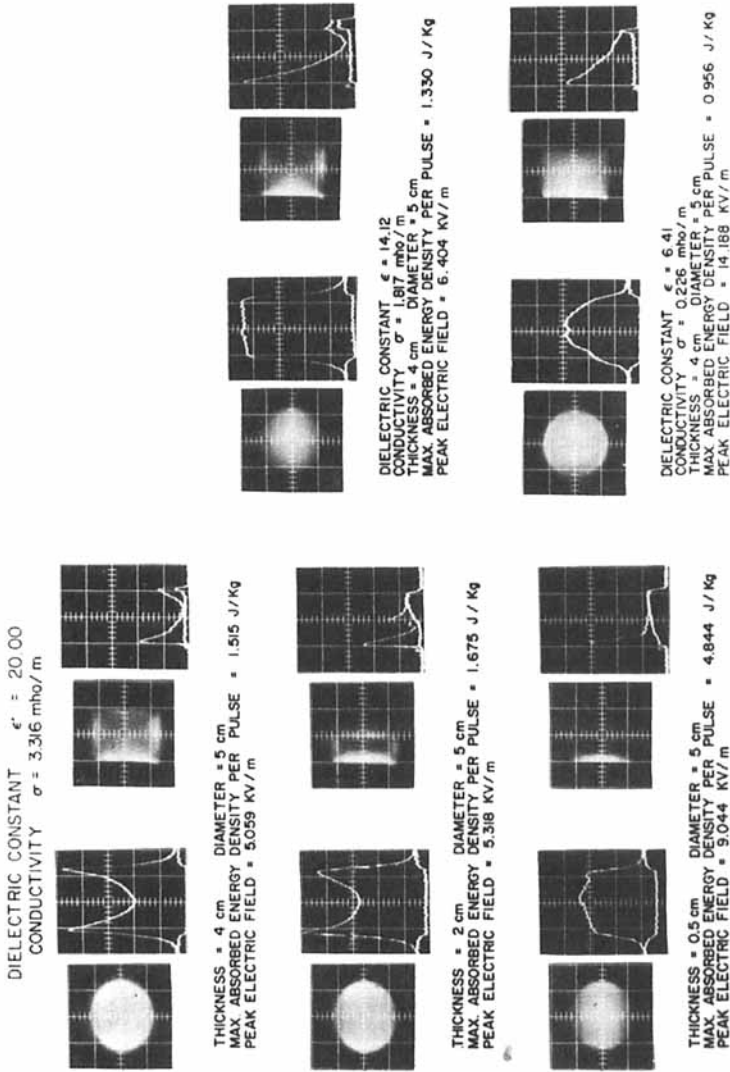 DIELECTRIC CONSTANT ε' = 20.00
CONDUCTIVITY σ = 3.316 mho/m
THICKNESS = 4 cm DIAMETER = 5 cm
MAX. ABSORBED ENERGY DENSITY PER PULSE = 1.515 J/Kg
PEAK ELECTRIC FIELD = 5.059 KV/m
THICKNESS = 2 cm DIAMETER = 5 cm
MAX. ABSORBED ENERGY DENSITY PER PULSE = 1.675 J/Kg
PEAK ELECTRIC FIELD = 5.318 KV/m
THICKNESS = 0.5 cm DIAMETER = 5 cm
MAX. ABSORBED ENERGY DENSITY PER PULSE = 4.844 J/Kg
PEAK ELECTRIC FIELD = 9.044 KV/m
DIELECTRIC CONSTANT ε = 14.12
CONDUCTIVITY σ = 1.817 mho/m
THICKNESS = 4 cm DIAMETER = 5 cm
MAX. ABSORBED ENERGY DENSITY PER PULSE = 1.330 J/Kg
PEAK ELECTRIC FIELD = 6.404 KV/m
DIELECTRIC CONSTANT ε = 6.41
CONDUCTIVITY σ = 0.226 mho/m
THICKNESS = 4 cm DIAMETER = 5 cm
MAX. ABSORBED ENERGY DENSITY PER PULSE = 0.956 J/Kg
PEAK ELECTRIC FIELD = 14.188 KV/m